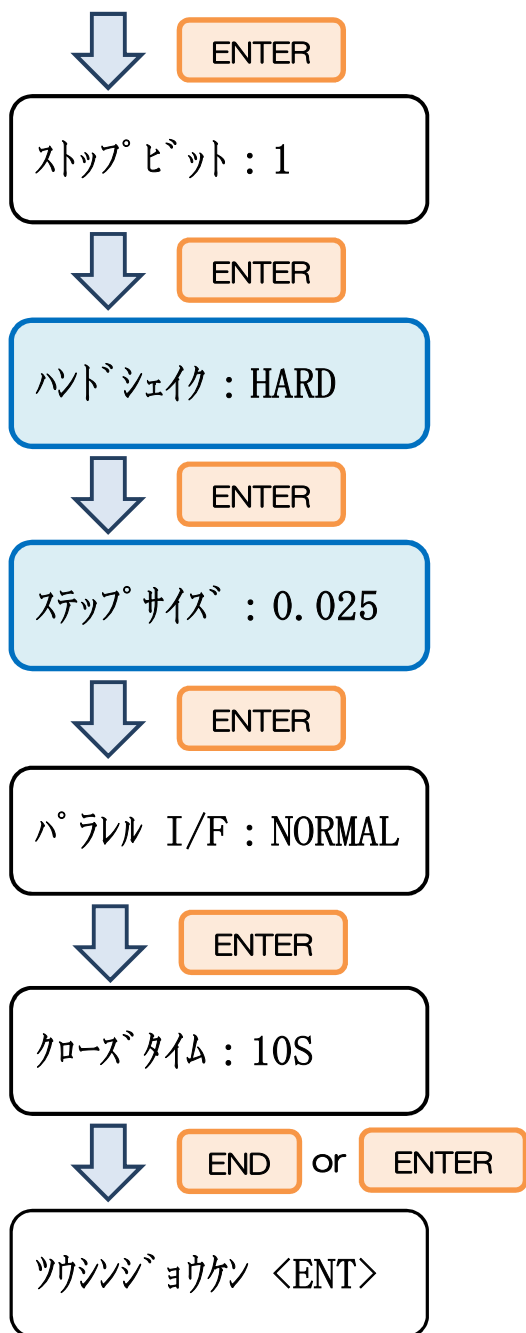 ENTER
ｽﾄｯﾌﾟﾋﾞｯﾄ：1
ENTER
ﾊﾝﾄﾞｼｪｲｸ：HARD
ENTER
ｽﾃｯﾌﾟｻｲｽﾞ：0.025
ENTER
ﾊﾟﾗﾚﾙ I/F：NORMAL
ENTER
ｸﾛｰｽﾞﾀｲﾑ：10S
END or ENTER
ﾂｳｼﾝｼﾞｮｳｹﾝ <ENT>